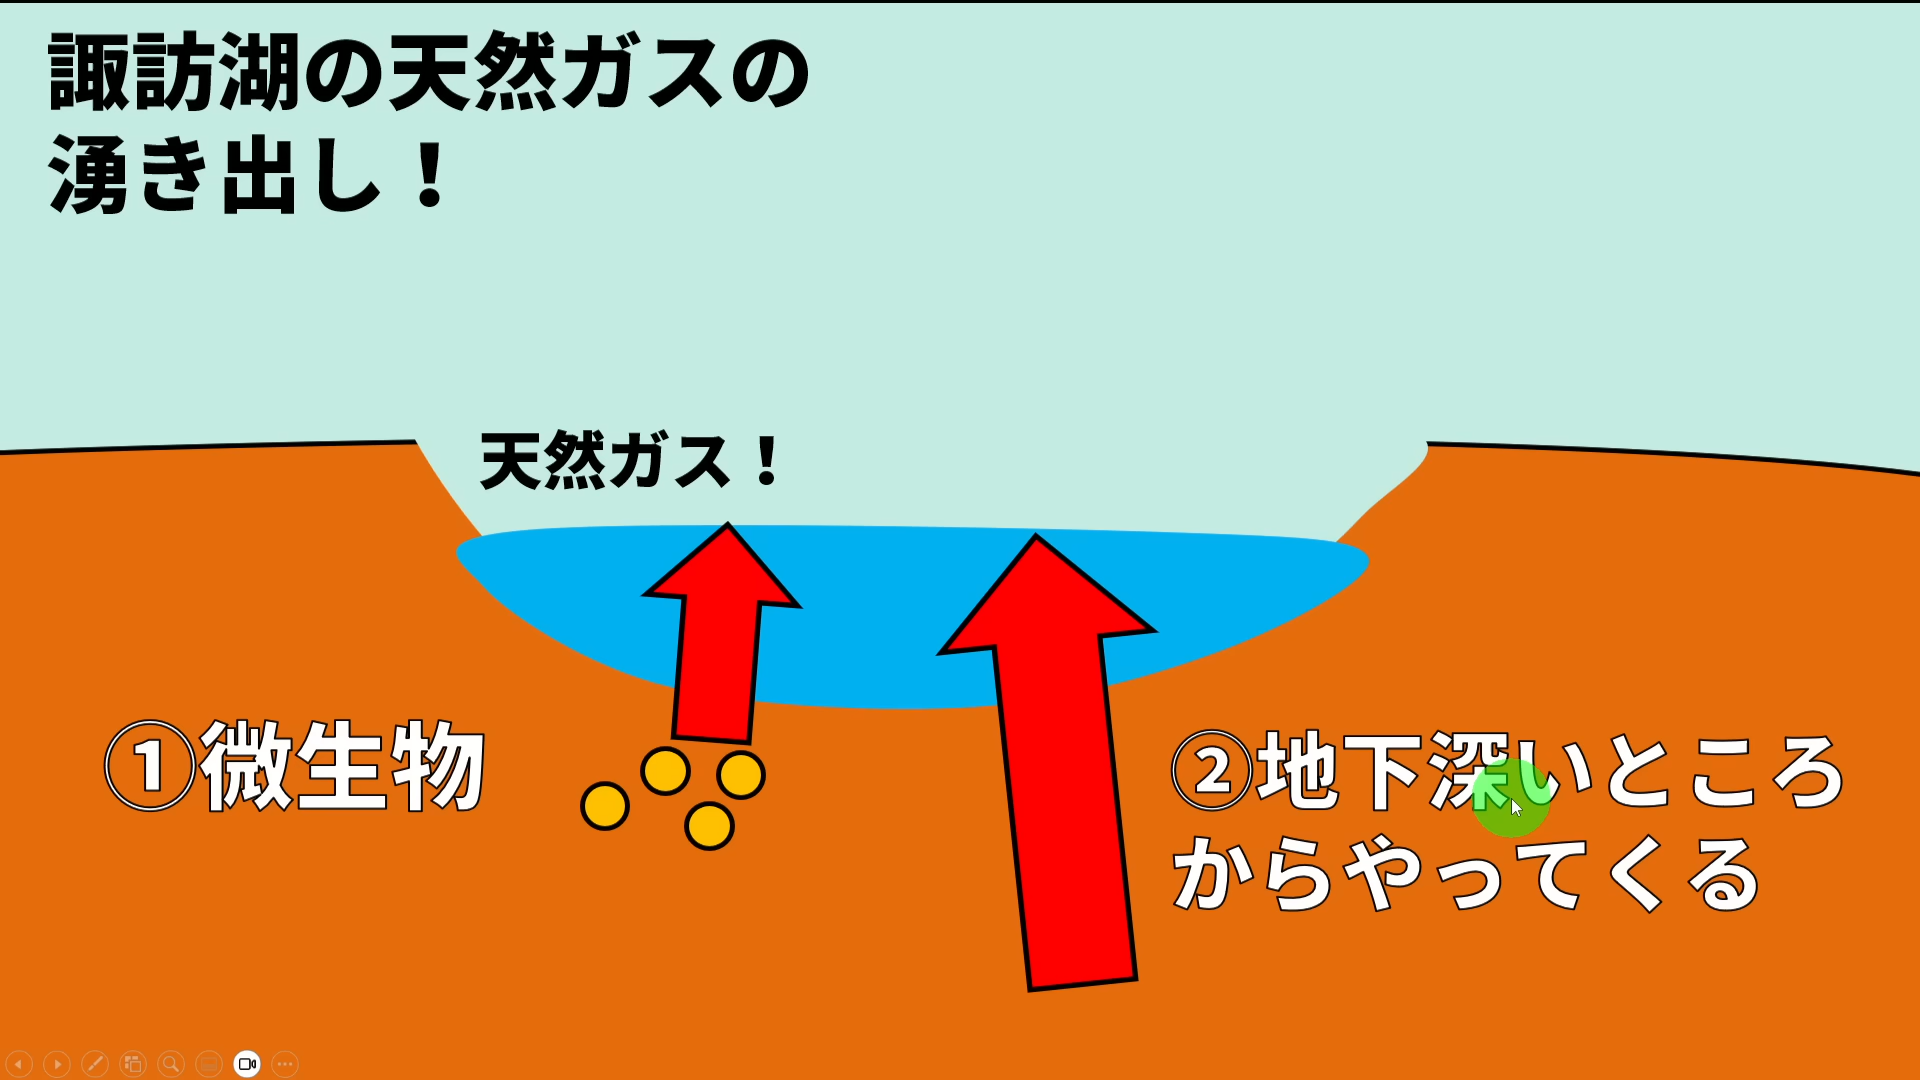 諏訪湖の天然ガスの
湧き出し！
天然ガス！
①微生物
②地下深いところ
からやってくる